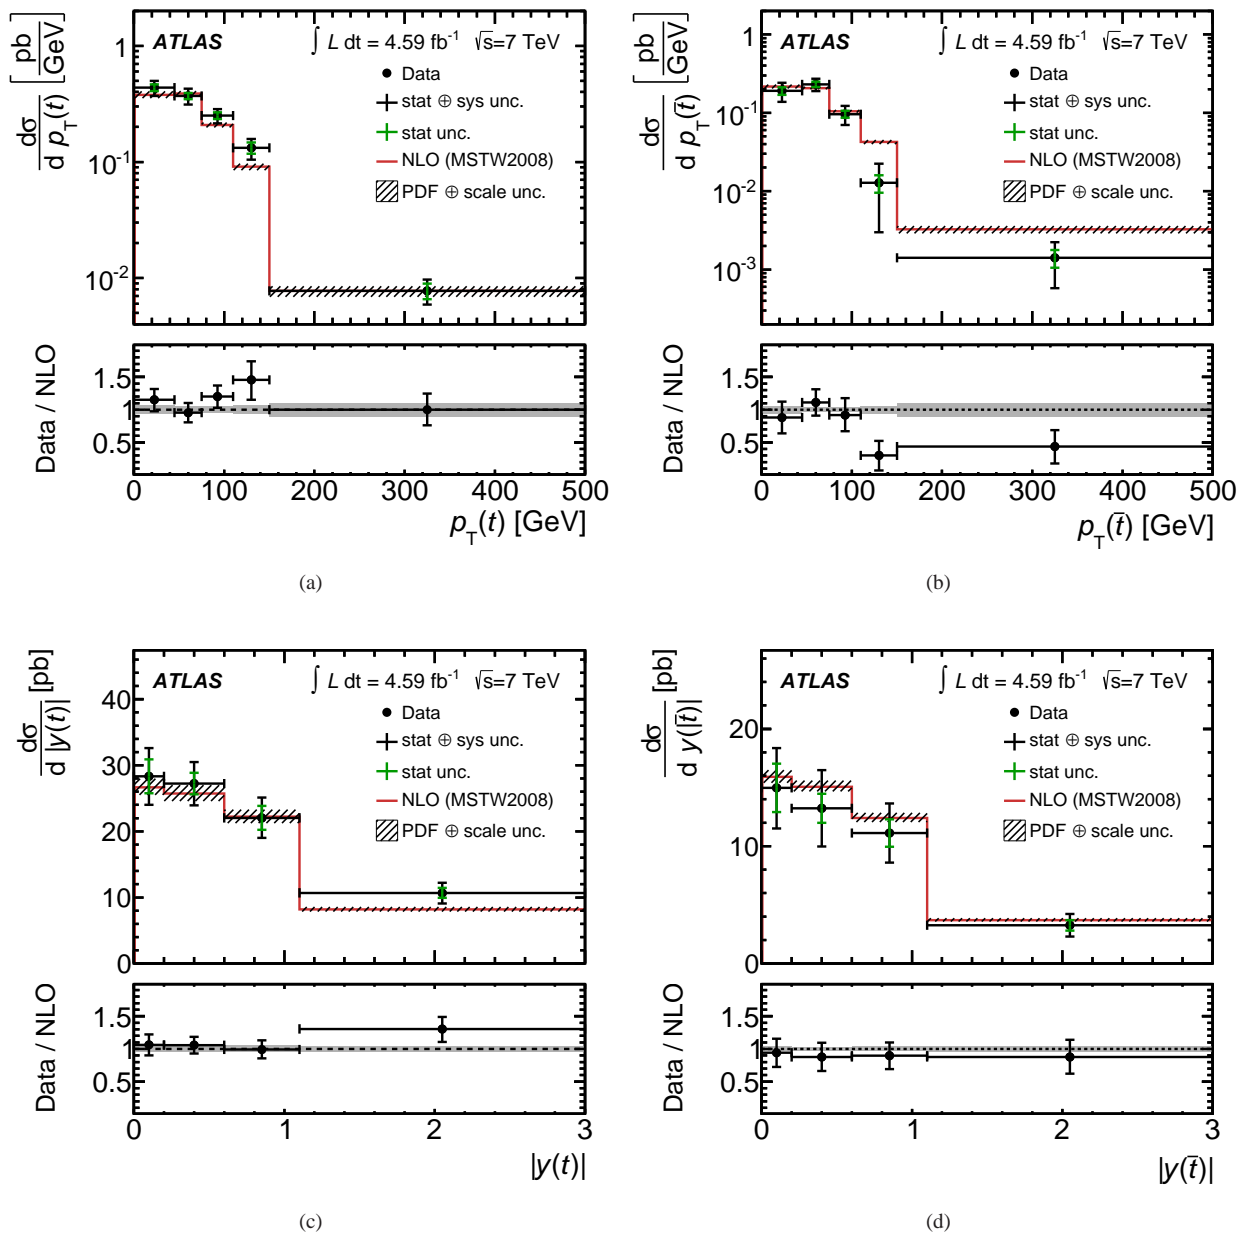 dσ/d p_T(t) [pb/GeV]
ATLAS ∫ L dt = 4.59 fb⁻¹ √s=7 TeV
Data
stat ⊕ sys unc.
stat unc.
NLO (MSTW2008)
PDF ⊕ scale unc.
1
10⁻¹
10⁻²
Data / NLO
1.5
1
0.5
0 100 200 300 400 500
p_T(t) [GeV]
(a)
dσ/d p_T(t̄) [pb/GeV]
ATLAS ∫ L dt = 4.59 fb⁻¹ √s=7 TeV
Data
stat ⊕ sys unc.
stat unc.
NLO (MSTW2008)
PDF ⊕ scale unc.
1
10⁻¹
10⁻²
10⁻³
Data / NLO
1.5
1
0.5
0 100 200 300 400 500
p_T(t̄) [GeV]
(b)
dσ/d |y(t)| [pb]
ATLAS ∫ L dt = 4.59 fb⁻¹ √s=7 TeV
Data
stat ⊕ sys unc.
stat unc.
NLO (MSTW2008)
PDF ⊕ scale unc.
40
30
20
10
0
Data / NLO
1.5
1
0.5
0 1 2 3
|y(t)|
(c)
dσ/d y(|t̄)| [pb]
ATLAS ∫ L dt = 4.59 fb⁻¹ √s=7 TeV
Data
stat ⊕ sys unc.
stat unc.
NLO (MSTW2008)
PDF ⊕ scale unc.
20
10
0
Data / NLO
1.5
1
0.5
0 1 2 3
|y(t̄)|
(d)